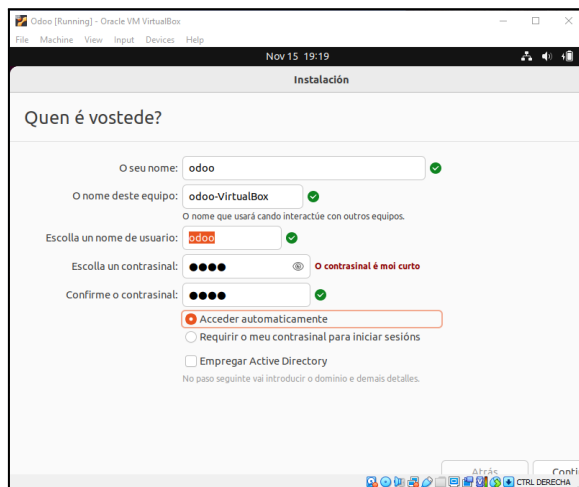 Odoo [Running] - Oracle VM VirtualBox
File Machine View Input Devices Help
Nov 15 19:19
Instalación
Quen é vostede?
O seu nome: odoo
O nome deste equipo: odoo-VirtualBox
O nome que usará cando interactúe con outros equipos.
Escolla un nome de usuario: odoo
Escolla un contrasinal: ●●●● O contrasinal é moi curto
Confirme o contrasinal: ●●●●
Acceder automaticamente
Requirir o meu contrasinal para iniciar sesións
Empregar Active Directory
No paso seguinte vai introducir o dominio e demais detalles.
Atrás Conti
CTRL DERECHA